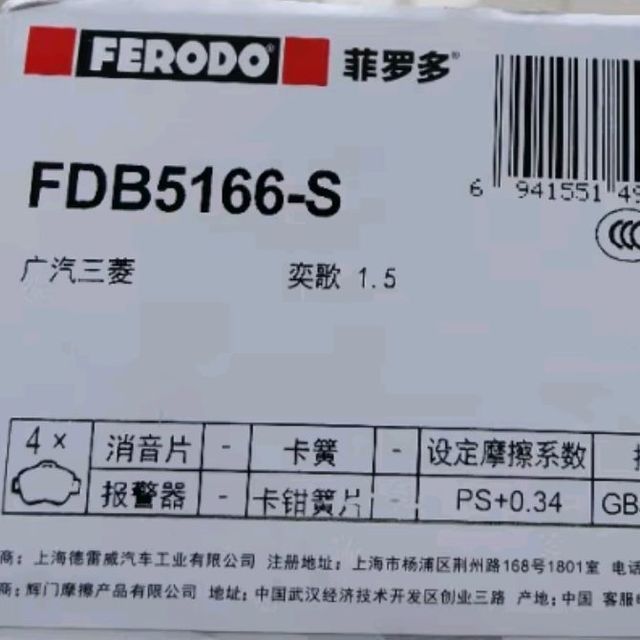 FERODO® 菲罗多®
FDB5166-S
6 941551 4
广汽三菱 奕歌 1.5
CCC
4 × 消音片 - 卡簧 - 设定摩擦系数
报警器 - 卡钳簧片 - PS+0.34 GB
商: 上海德雷威汽车工业有限公司 注册地址: 上海市杨浦区荆州路168号1801室 电话
商: 辉门摩擦产品有限公司 地址: 中国武汉经济技术开发区创业三路 产地: 中国 客服